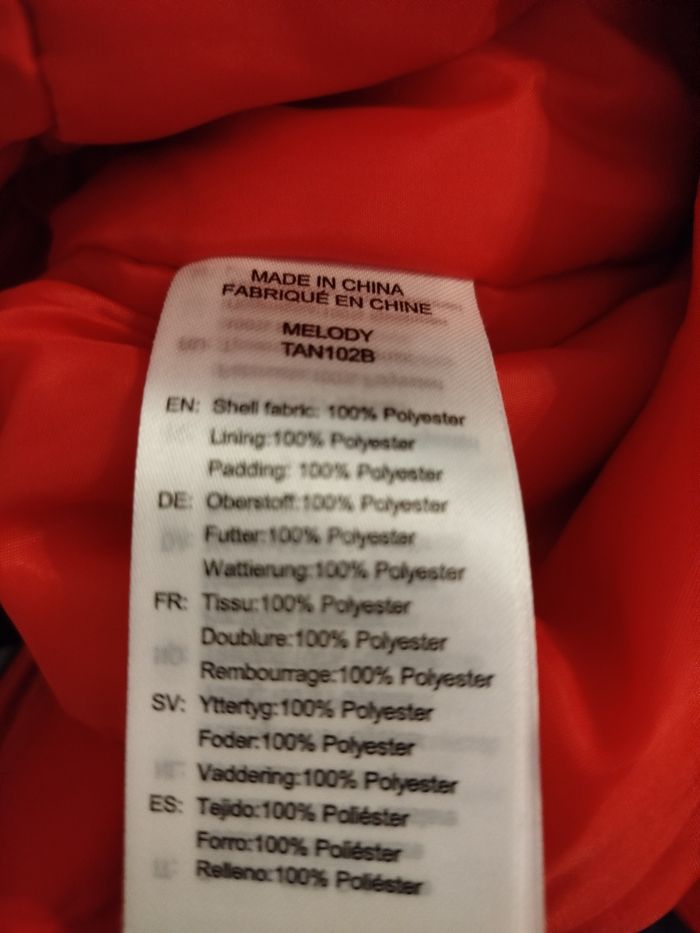 MADE IN CHINA
FABRIQUÉ EN CHINE
MELODY
TAN102B
EN: Shell fabric: 100% Polyester
Lining:100% Polyester
Padding: 100% Polyester
DE: Oberstoff:100% Polyester
Futter:100% Polyester
Wattierung:100% Polyester
FR: Tissu:100% Polyester
Doublure:100% Polyester
Rembourrage:100% Polyester
SV: Yttertyg:100% Polyester
Foder:100% Polyester
Vaddering:100% Polyester
ES: Tejido:100% Poliéster
Forro:100% Poliéster
Relleno:100% Poliéster